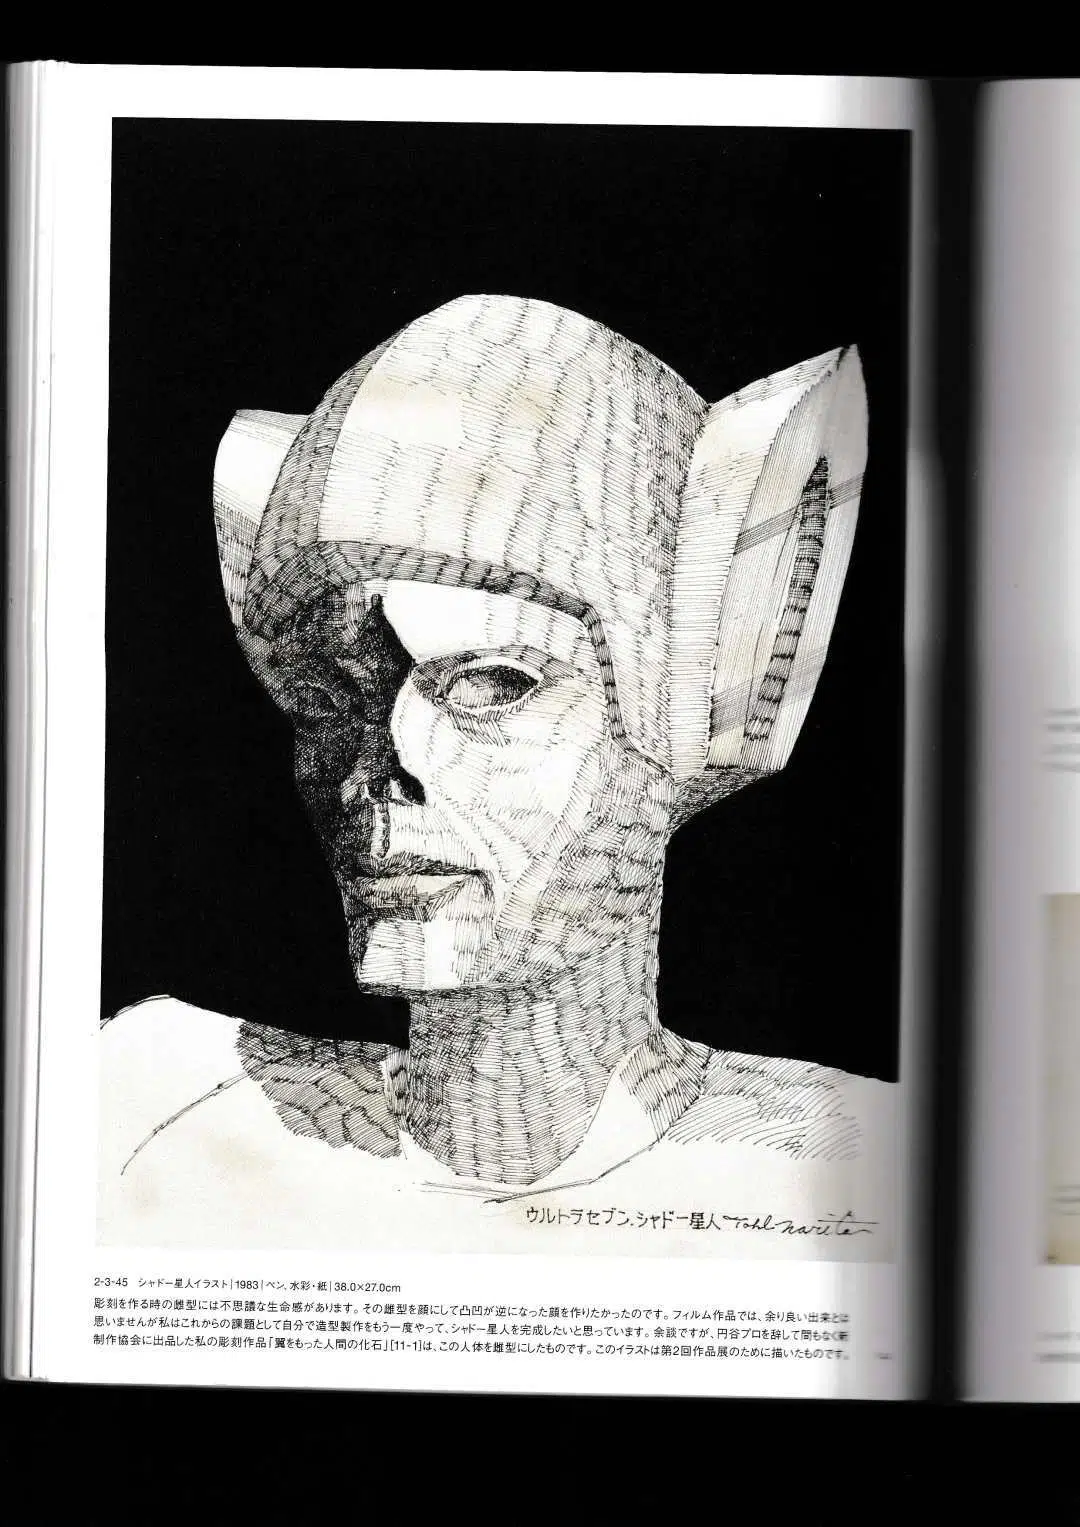 ウルトラセブン.シャドー星人 Tohl Narita
2-3-45 シャドー星人イラスト|1983|ペン、水彩・紙|38.0×27.0cm
彫刻を作る時の雌型には不思議な生命感があります。その雌型を顔にして凸凹が逆になった顔を作りたかったのです。フィルム作品では、余り良い出来とは
思いませんが私はこれからの課題として自分で造型製作をもう一度やって、シャドー星人を完成したいと思っています。余談ですが、円谷プロを辞して間もなく新
制作協会に出品した私の彫刻作品「翼をもった人間の化石」[11-1]は、この人体を雌型にしたものです。このイラストは第2回作品展のために描いたものです。